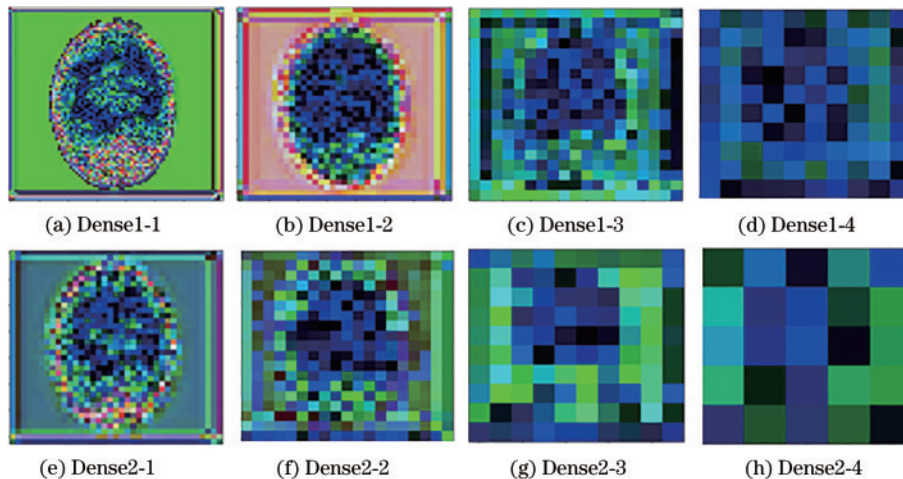 (a) Dense1-1
(b) Dense1-2
(c) Dense1-3
(d) Dense1-4
(e) Dense2-1
(f) Dense2-2
(g) Dense2-3
(h) Dense2-4